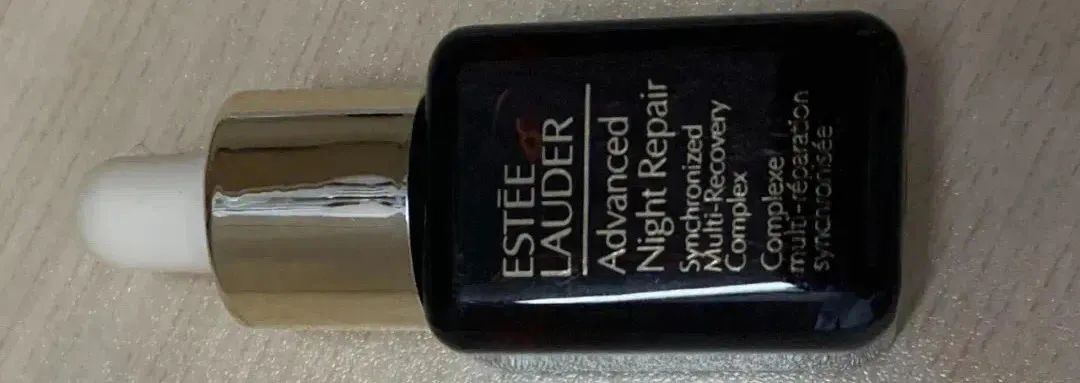 ESTĒE
LAUDER
Advanced
Night Repair
Synchronized
Multi-Recovery
Complex
Complexe
multi-réparation
synchronisée